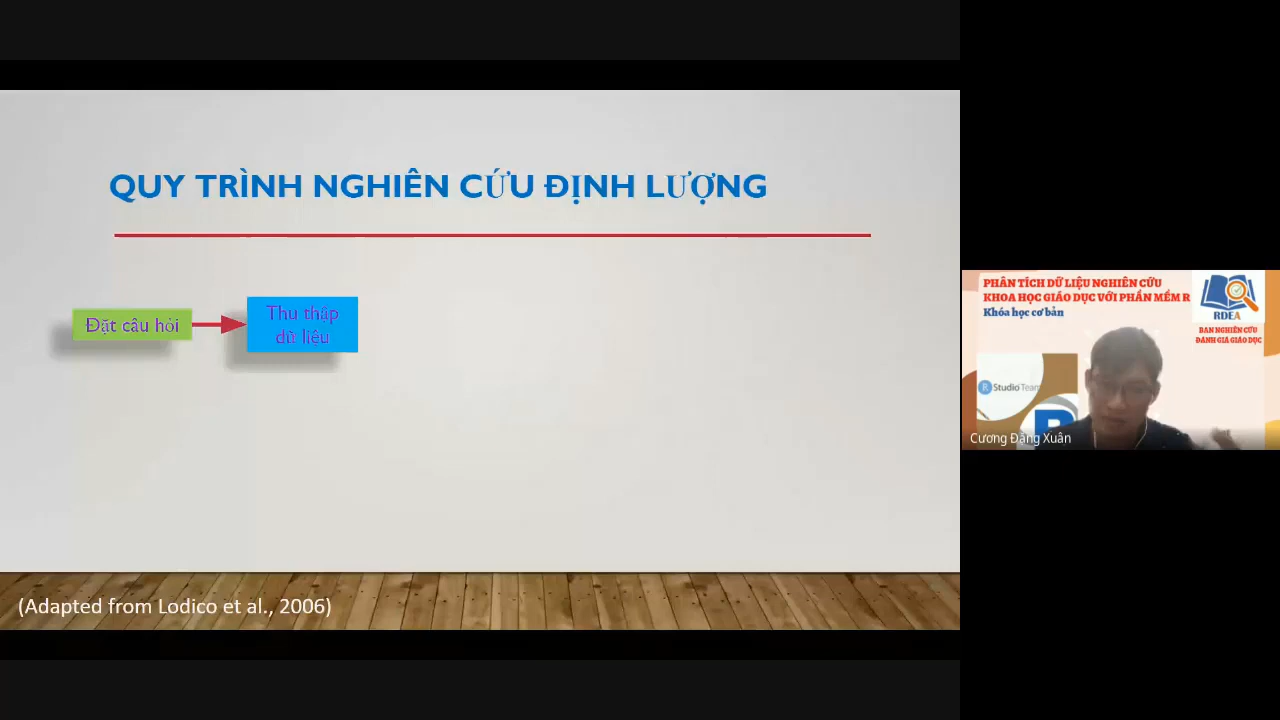 QUY TRÌNH NGHIÊN CỨU ĐỊNH LƯỢNG
Đặt câu hỏi
Thu thập
dữ liệu
(Adapted from Lodico et al., 2006)
PHÂN TÍCH DỮ LIỆU NGHIÊN CỨU
KHOA HỌC GIÁO DỤC VỚI PHẦN MỀM R
Khóa học cơ bản
RDEA
BAN NGHIÊN CỨU
ĐÁNH GIÁ GIÁO DỤC
R Studio Team
Cương Đặng Xuân